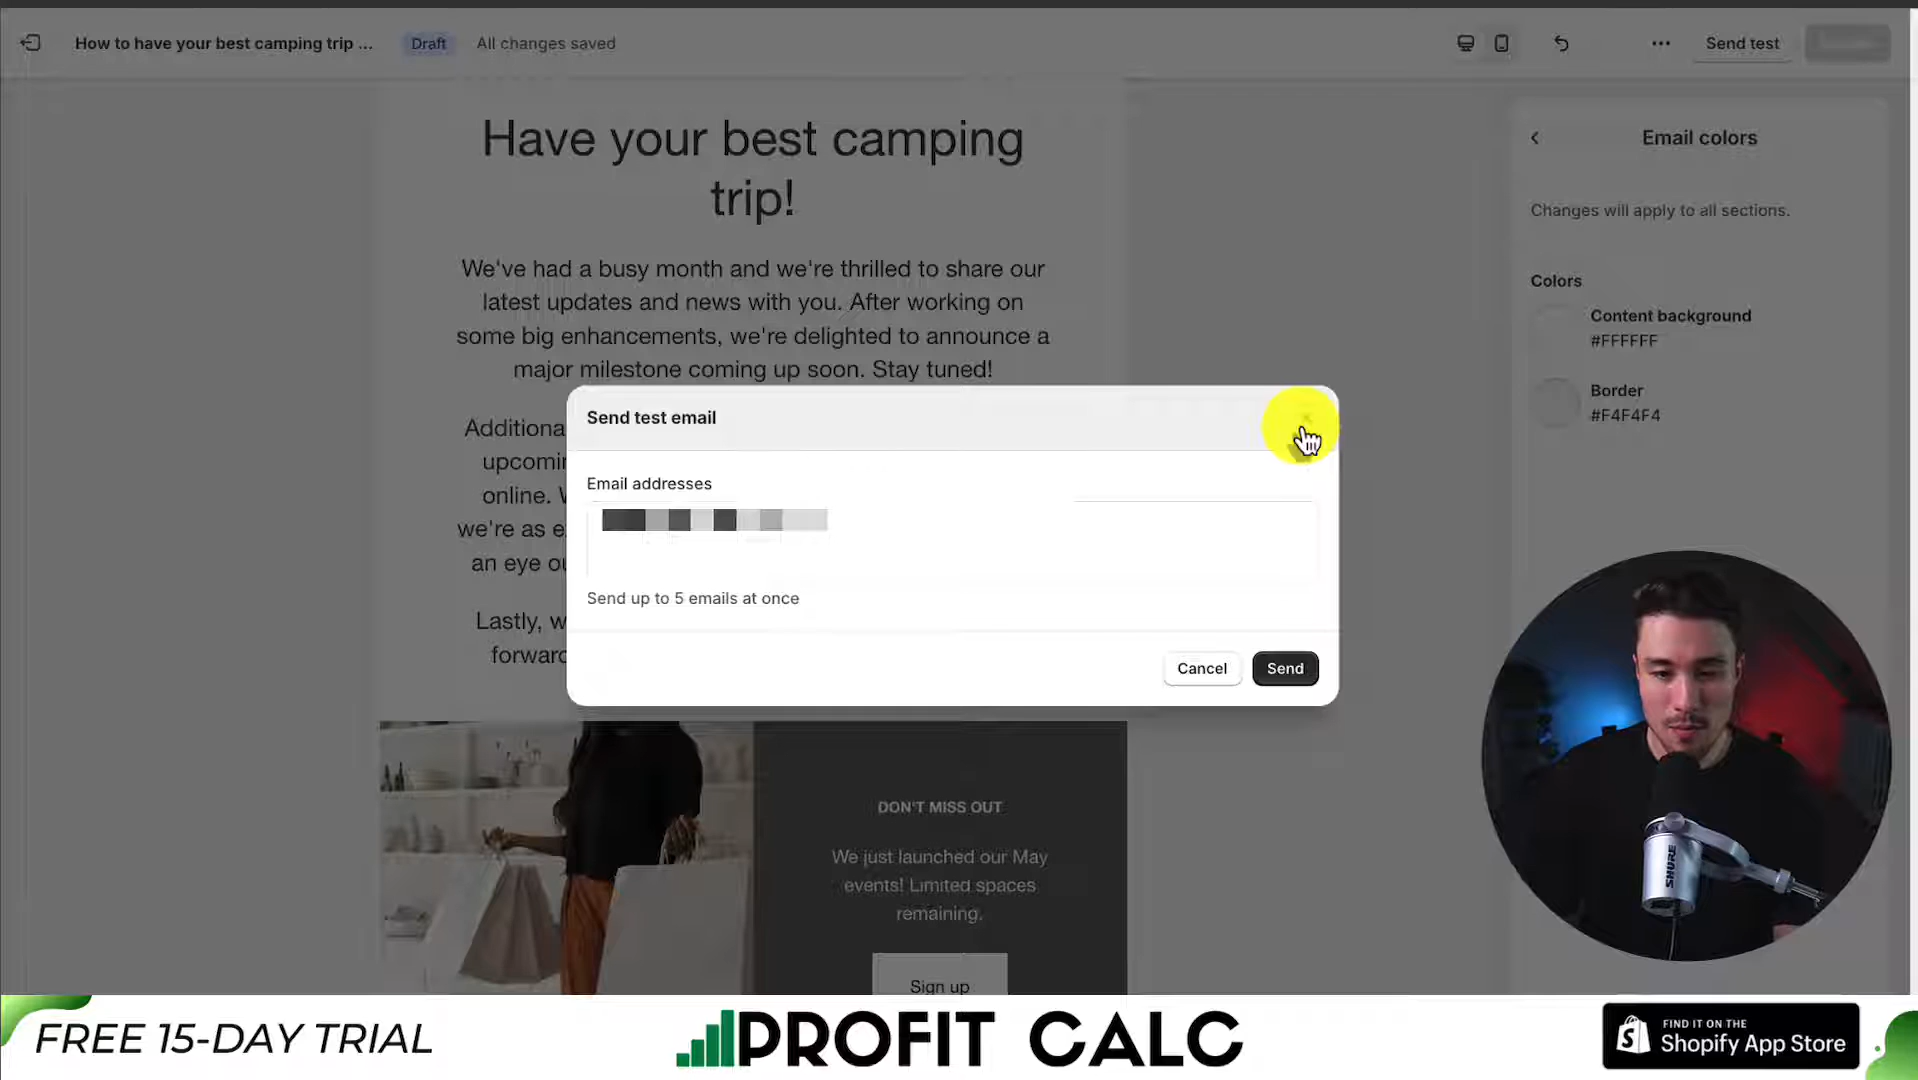 How to have your best camping trip ...
Draft
All changes saved
Send test
Have your best camping
trip!
We've had a busy month and we're thrilled to share our
latest updates and news with you. After working on
some big enhancements, we're delighted to announce a
major milestone coming up soon. Stay tuned!
Additiona
upcomin
online. W
we're as e
an eye ou
Lastly, w
forward
Send test email
Email addresses
Send up to 5 emails at once
Cancel
Send
DON'T MISS OUT
We just launched our May
events! Limited spaces
remaining.
Sign up
Email colors
Changes will apply to all sections.
Colors
Content background
#FFFFFF
Border
#F4F4F4
SHURE
FREE 15-DAY TRIAL
PROFIT CALC
FIND IT ON THE
Shopify App Store